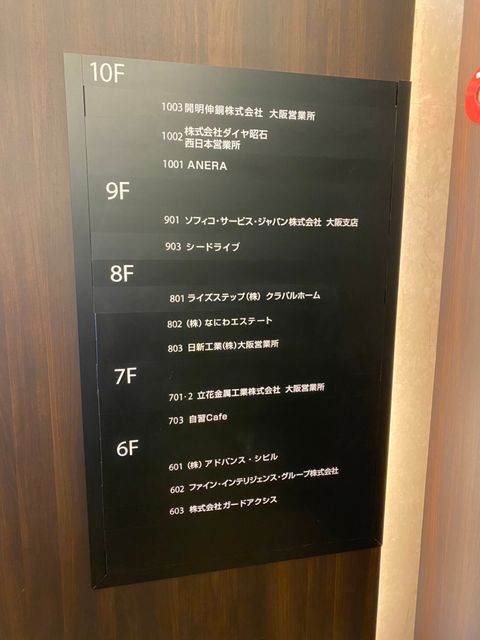 10F
1003 開明伸銅株式会社 大阪営業所
1002 株式会社ダイヤ昭石
西日本営業所
1001 ANERA
9F
901 ソフィコ・サービス・ジャパン株式会社 大阪支店
903 シードライブ
8F
801 ライズステップ(株) クラバルホーム
802 (株)なにわエステート
803 日新工業(株)大阪営業所
7F
701・2 立花金属工業株式会社 大阪営業所
703 自習Cafe
6F
601 (株)アドバンス・シビル
602 ファイン・インテリジェンス・グループ株式会社
603 株式会社ガードアクシス